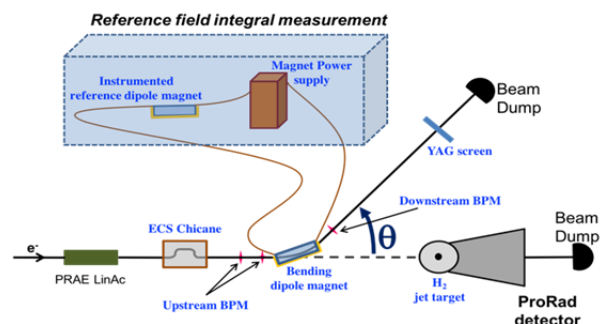 Reference field integral measurement
Instrumented
reference dipole magnet
Magnet Power
supply
Beam
Dump
YAG screen
Downstream BPM
θ
ECS Chicane
e-
PRAE LinAc
Upstream BPM
Bending
dipole magnet
H2
jet target
Beam
Dump
ProRad
detector